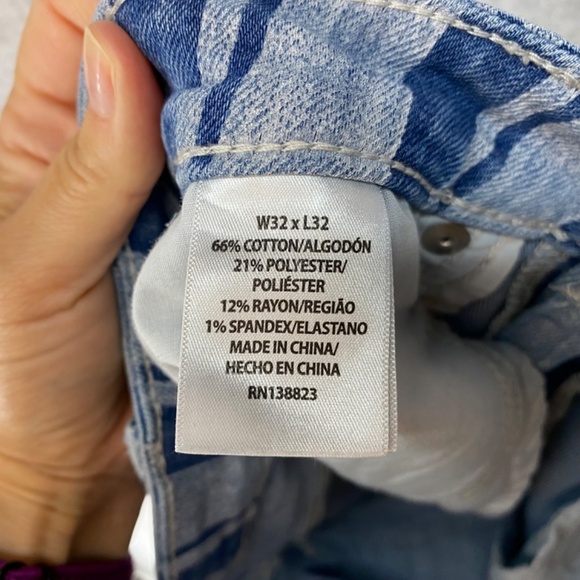 W32 x L32
66% COTTON/ALGODÓN
21% POLYESTER/
POLIÉSTER
12% RAYON/REGIÃO
1% SPANDEX/ELASTANO
MADE IN CHINA/
HECHO EN CHINA
RN138823